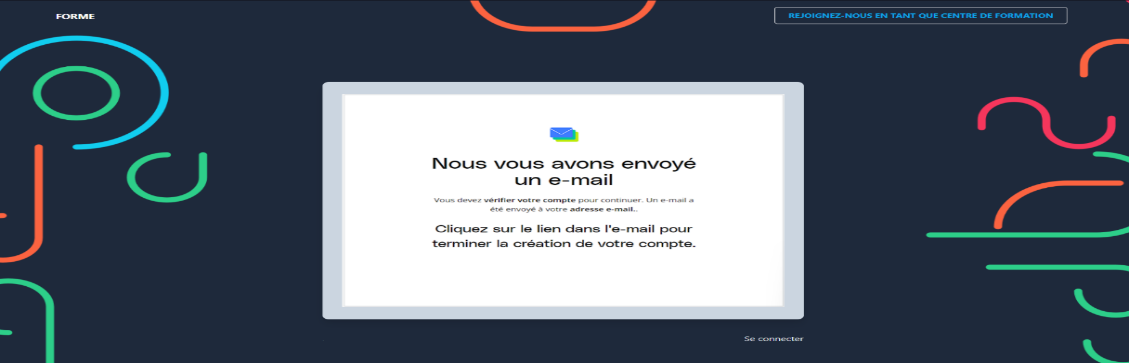 FORME
REJOIGNEZ-NOUS EN TANT QUE CENTRE DE FORMATION
Nous vous avons envoyé
un e-mail
Vous devez vérifier votre compte pour continuer. Un e-mail a
été envoyé à votre adresse e-mail..
Cliquez sur le lien dans l'e-mail pour
terminer la création de votre compte.
Se connecter